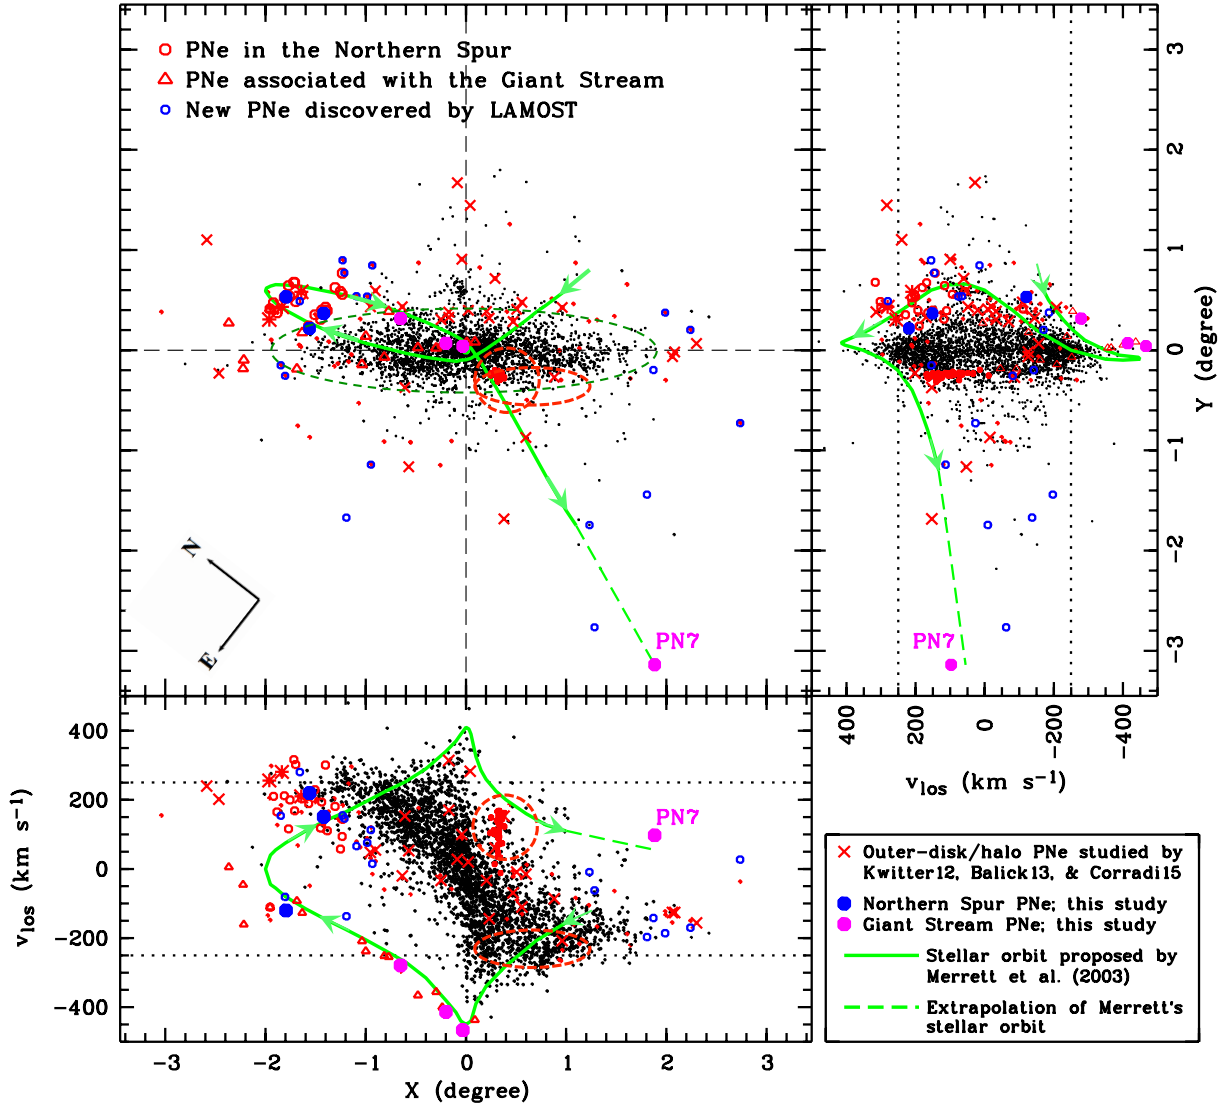 PNe in the Northern Spur
PNe associated with the Giant Stream
New PNe discovered by LAMOST
N
E
PN7
3
2
1
0
-1
-2
-3
Y (degree)
PN7
400
200
0
-200
-400
v_los (km s⁻¹)
400
200
0
-200
-400
v_los (km s⁻¹)
PN7
-3
-2
-1
0
1
2
3
X (degree)
Outer-disk/halo PNe studied by
Kwitter12, Balick13, & Corradi15
Northern Spur PNe; this study
Giant Stream PNe; this study
Stellar orbit proposed by
Merrett et al. (2003)
Extrapolation of Merrett's
stellar orbit